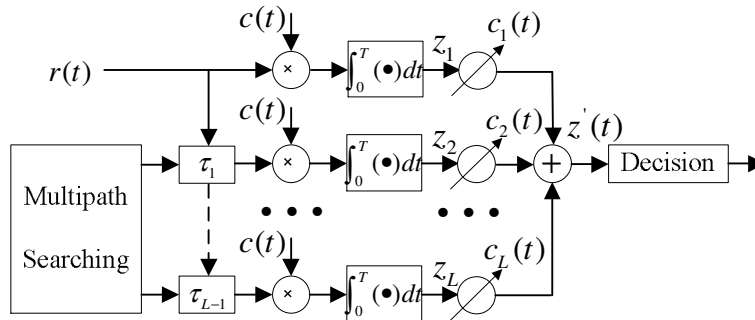 c(t)
r(t)
×
∫₀ᵀ(•)dt
z₁
c₁(t)
c(t)
Multipath
Searching
τ₁
×
∫₀ᵀ(•)dt
z₂
c₂(t)
+
z'(t)
Decision
• • •
• • •
c(t)
τ_{L-1}
×
∫₀ᵀ(•)dt
z_L
c_L(t)